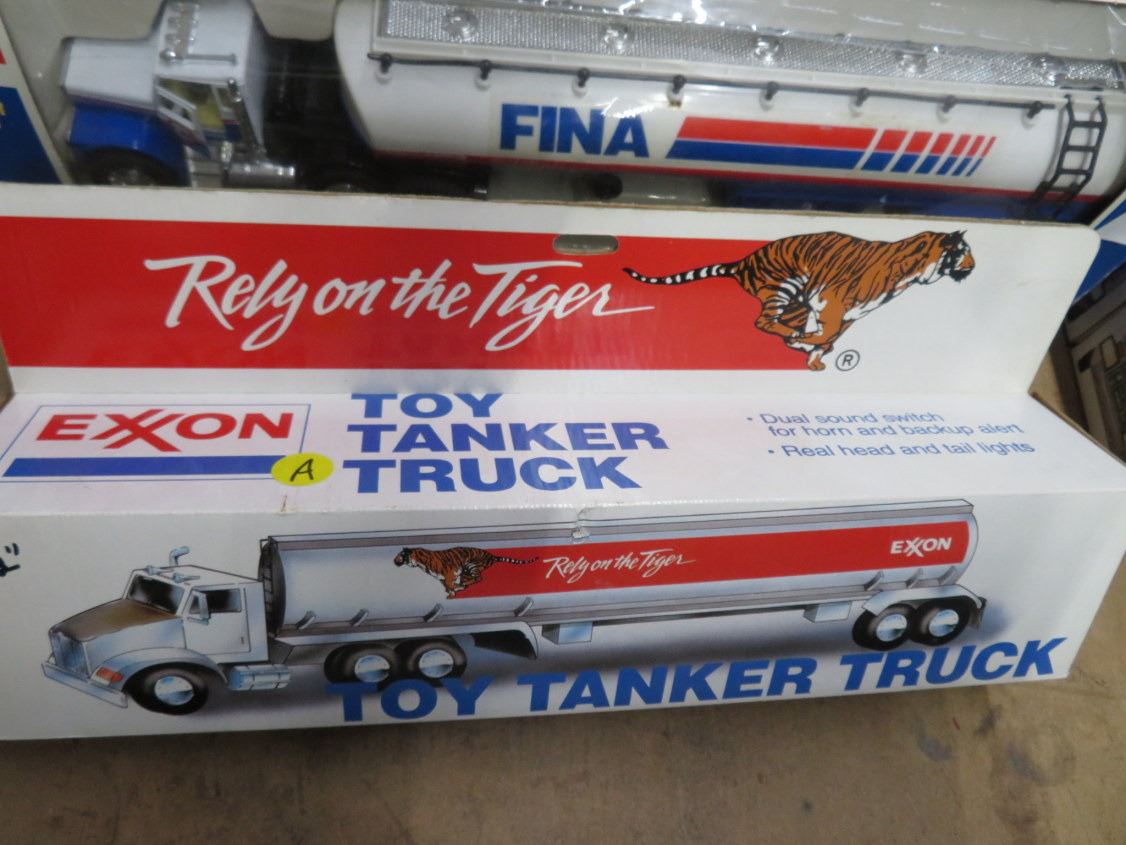 FINA
Rely on the Tiger
®
EXXON
TOY
TANKER
TRUCK
A
• Dual sound switch
for horn and backup alert
• Real head and tail lights
Rely on the Tiger
EXXON
TOY TANKER TRUCK